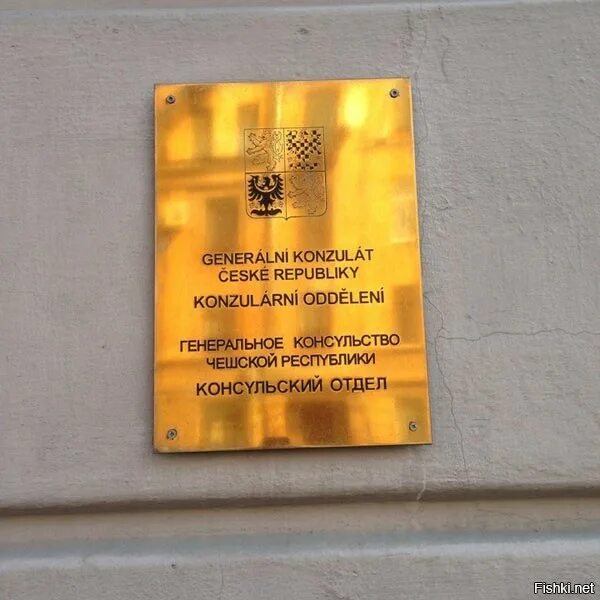 GENERÁLNÍ KONZULÁT
ČESKÉ REPUBLIKY
KONZULÁRNÍ ODDĚLENÍ
ГЕНЕРАЛЬНОЕ КОНСУЛЬСТВО
ЧЕШСКОЙ РЕСПУБЛИКИ
КОНСУЛЬСКИЙ ОТДЕЛ
Fishki.net